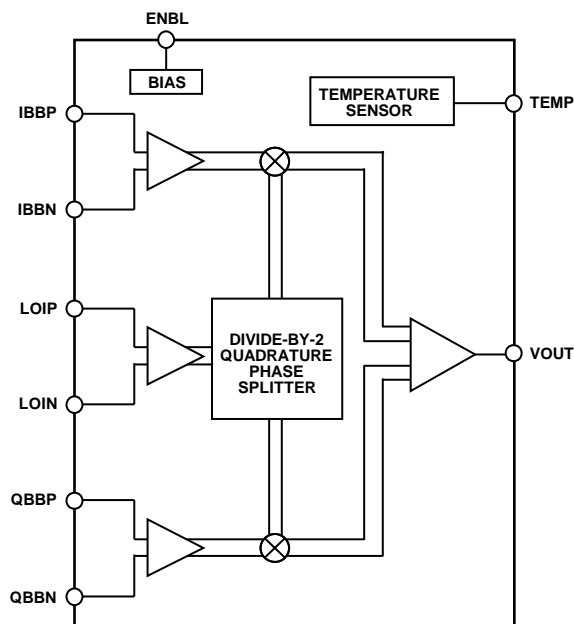 ENBL
BIAS
TEMPERATURE
SENSOR
TEMP
IBBP
IBBN
LOIP
DIVIDE-BY-2
QUADRATURE
PHASE
SPLITTER
VOUT
LOIN
QBBP
QBBN